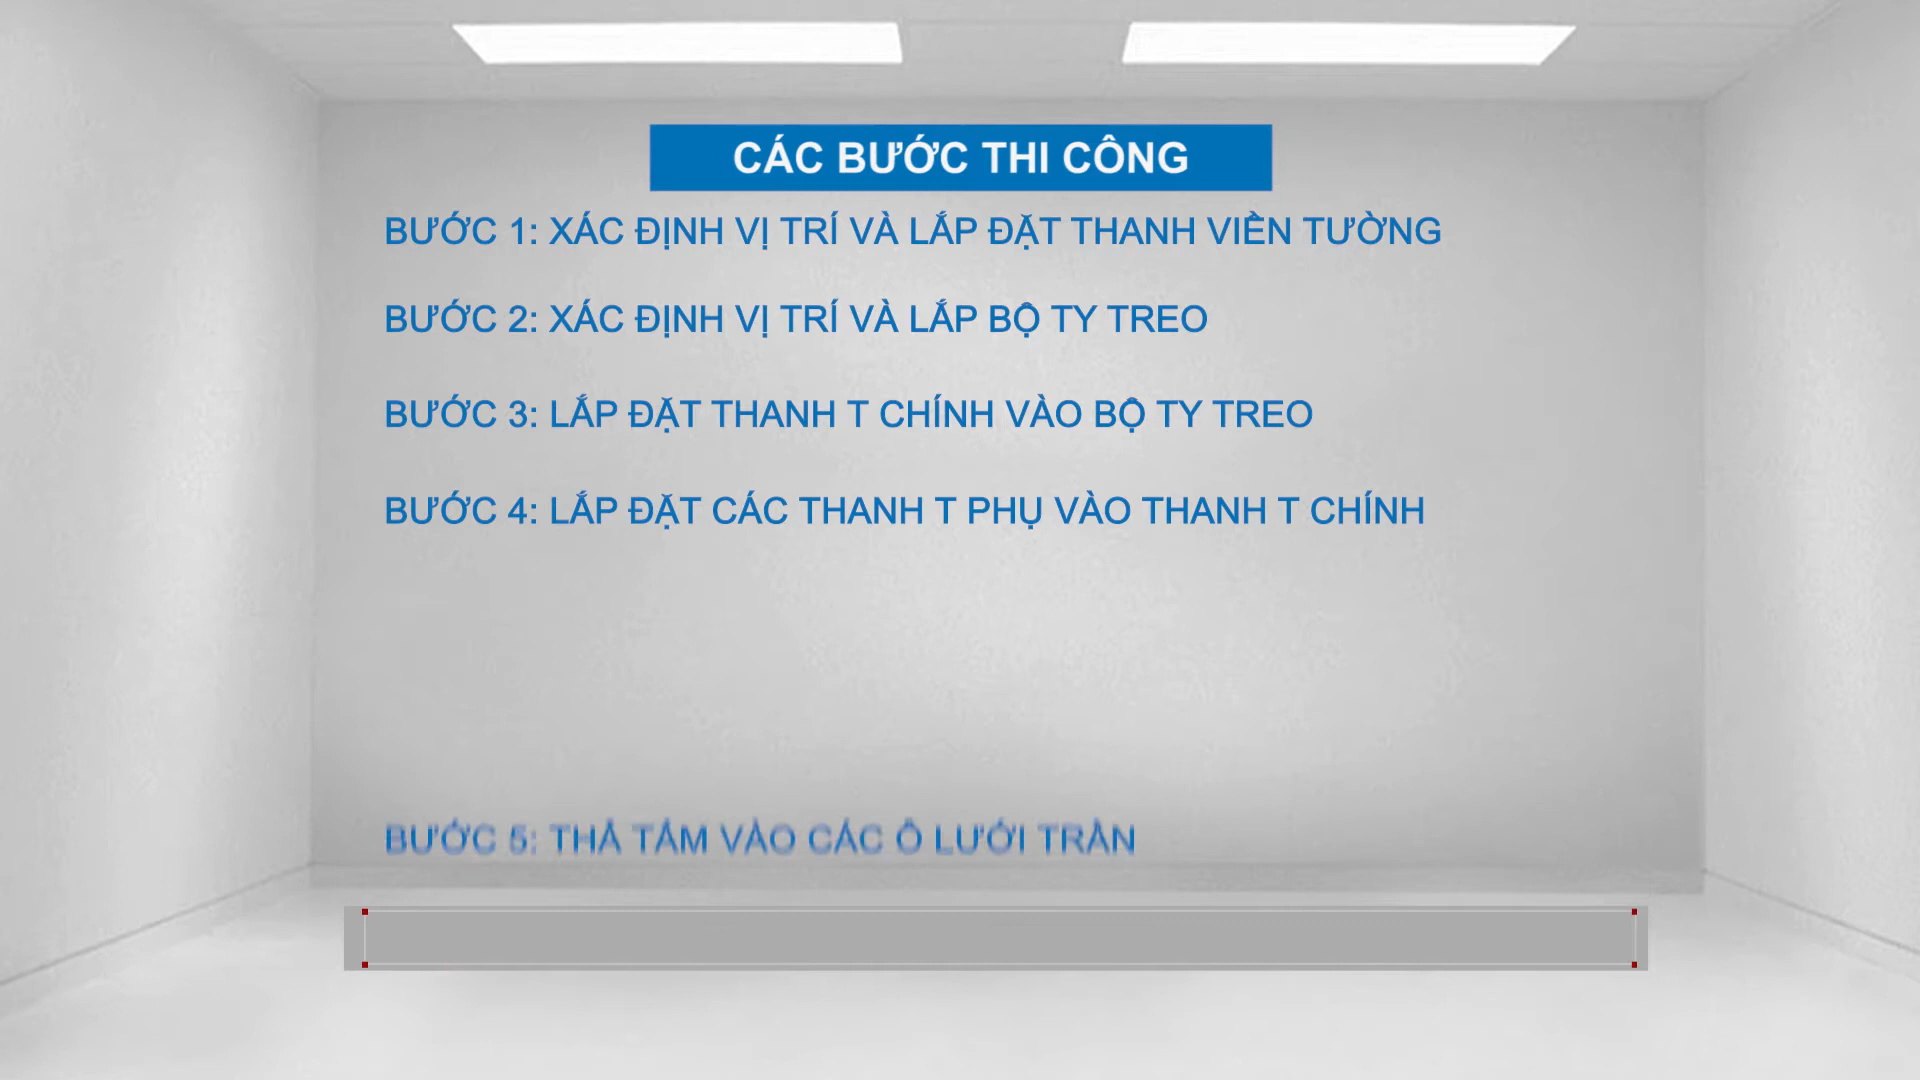 CÁC BƯỚC THI CÔNG
BƯỚC 1: XÁC ĐỊNH VỊ TRÍ VÀ LẮP ĐẶT THANH VIỀN TƯỜNG
BƯỚC 2: XÁC ĐỊNH VỊ TRÍ VÀ LẮP BỘ TY TREO
BƯỚC 3: LẮP ĐẶT THANH T CHÍNH VÀO BỘ TY TREO
BƯỚC 4: LẮP ĐẶT CÁC THANH T PHỤ VÀO THANH T CHÍNH
BƯỚC 5: THẢ TẤM VÀO CÁC Ô LƯỚI TRẦN